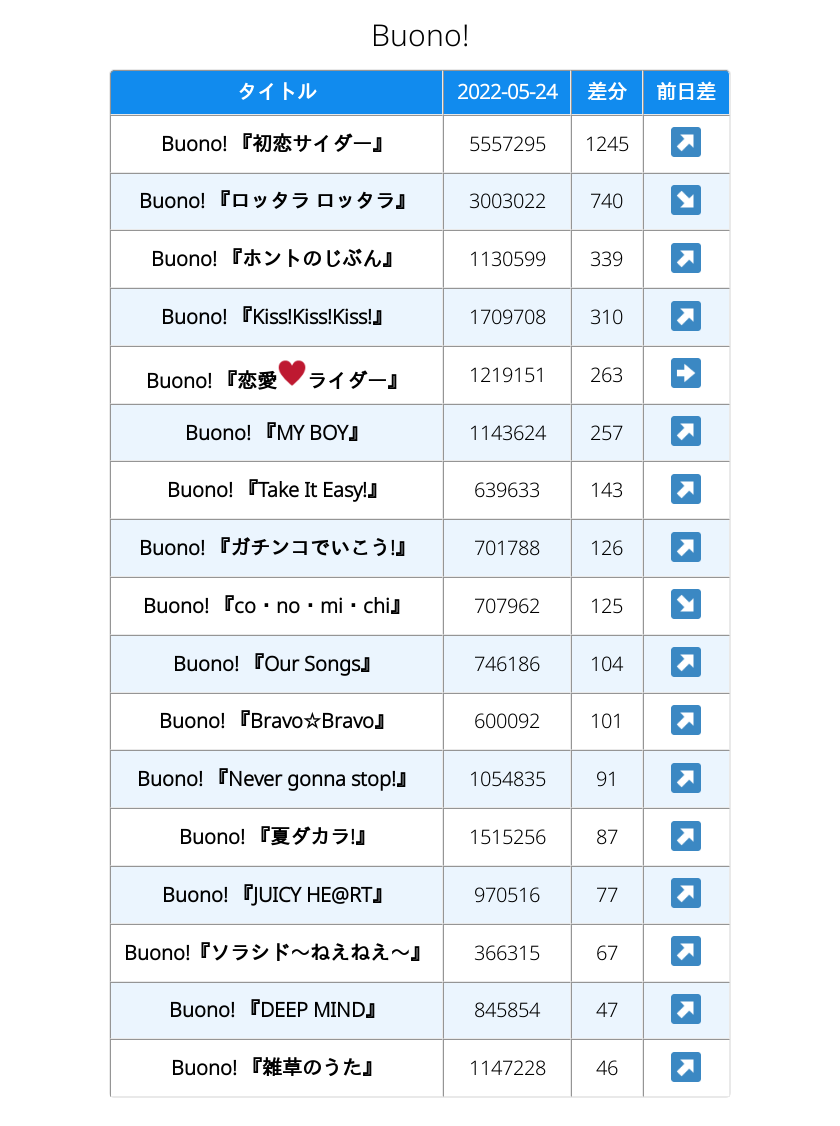 Buono!
タイトル 2022-05-24 差分 前日差
Buono! 『初恋サイダー』 5557295 1245 ↗
Buono! 『ロッタラ ロッタラ』 3003022 740 ↘
Buono! 『ホントのじぶん』 1130599 339 ↗
Buono! 『Kiss!Kiss!Kiss!』 1709708 310 ↗
Buono! 『恋愛♥ライダー』 1219151 263 ➡
Buono! 『MY BOY』 1143624 257 ↗
Buono! 『Take It Easy!』 639633 143 ↗
Buono! 『ガチンコでいこう!』 701788 126 ↗
Buono! 『co・no・mi・chi』 707962 125 ↘
Buono! 『Our Songs』 746186 104 ↗
Buono! 『Bravo☆Bravo』 600092 101 ↗
Buono! 『Never gonna stop!』 1054835 91 ↗
Buono! 『夏ダカラ!』 1515256 87 ↗
Buono! 『JUICY HE@RT』 970516 77 ↗
Buono!『ソラシド〜ねえねえ〜』 366315 67 ↗
Buono! 『DEEP MIND』 845854 47 ↗
Buono! 『雑草のうた』 1147228 46 ↗